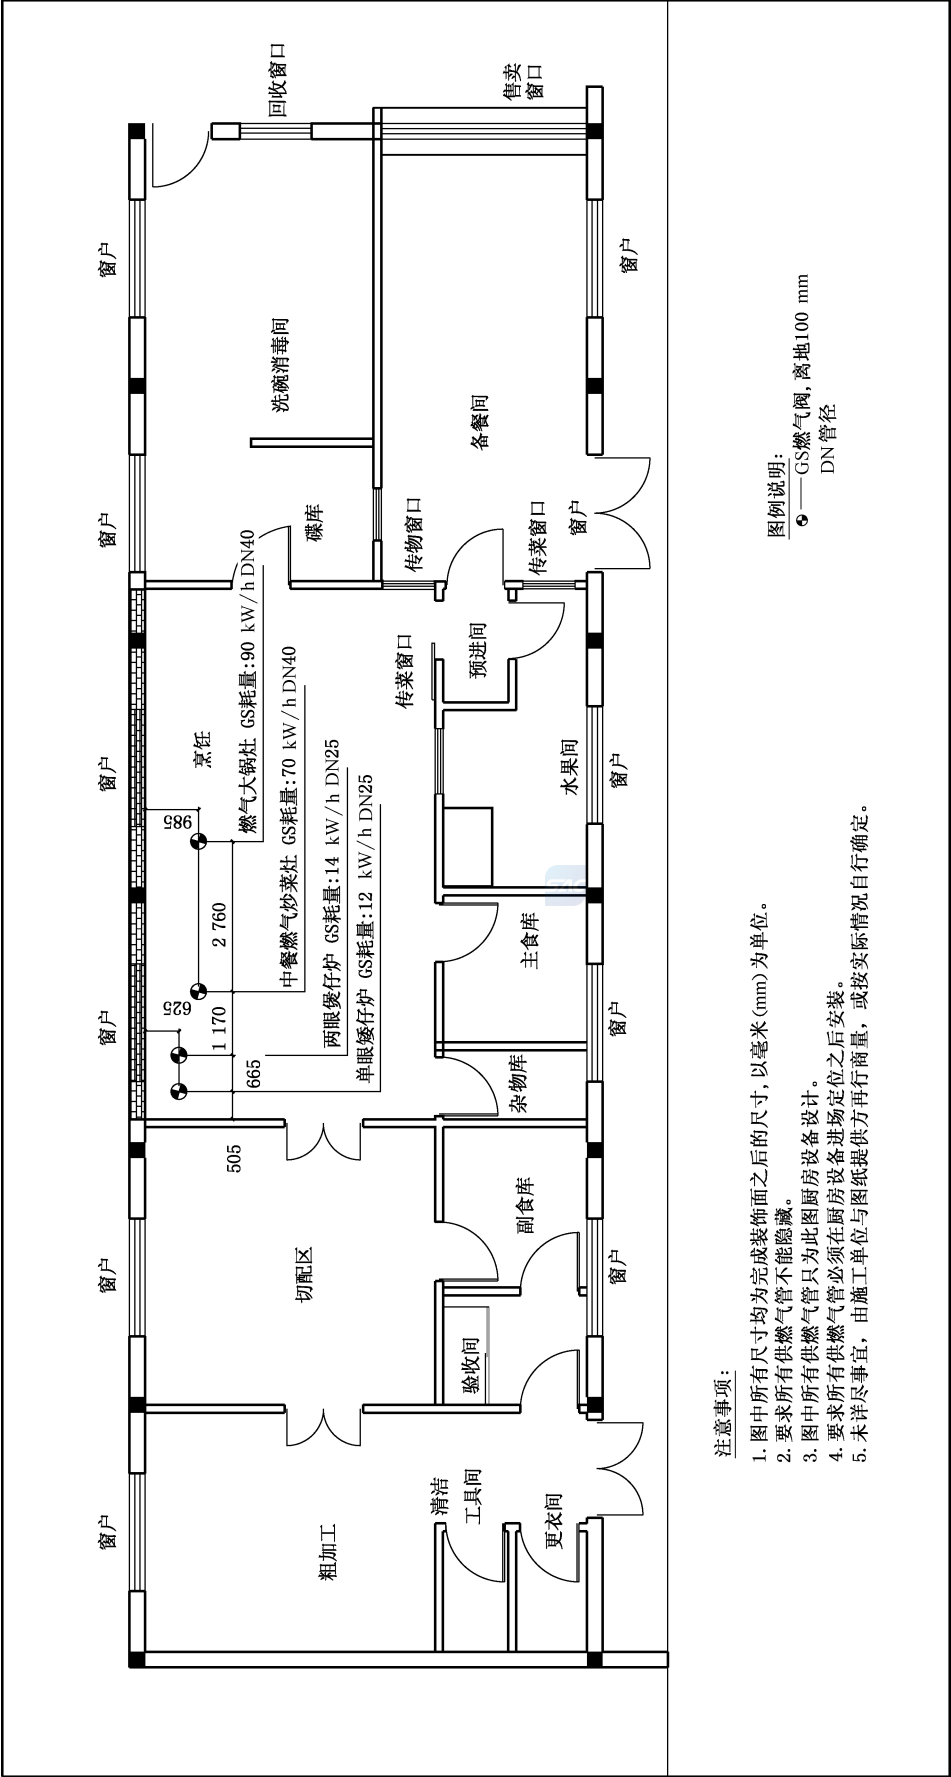 窗户
窗户
窗户
窗户
窗户
窗户
回收窗口
售卖
窗口
粗加工
切配区
烹饪
碟库
洗碗消毒间
985
625
2 760
1 170
665
505
燃气大锅灶 GS耗量:90 kW/h DN40
中餐燃气炒菜灶 GS耗量:70 kW/h DN40
两眼煲仔炉 GS耗量:14 kW/h DN25
单眼矮仔炉 GS耗量:12 kW/h DN25
传菜窗口
传物窗口
备餐间
清洁
工具间
更衣间
验收间
副食库
杂物库
主食库
水果间
预进间
传菜窗口
窗户
窗户
窗户
窗户
窗户
注意事项:
1. 图中所有尺寸均为完成装饰面之后的尺寸, 以毫米(mm)为单位。
2. 要求所有供燃气管不能隐藏。
3. 图中所有供燃气管只为此图厨房设备设计。
4. 要求所有供燃气管必须在厨房设备进场定位之后安装。
5. 未详尽事宜，由施工单位与图纸提供方再行商量，或按实际情况自行确定。
图例说明:
——GS燃气阀, 离地100 mm
DN 管径